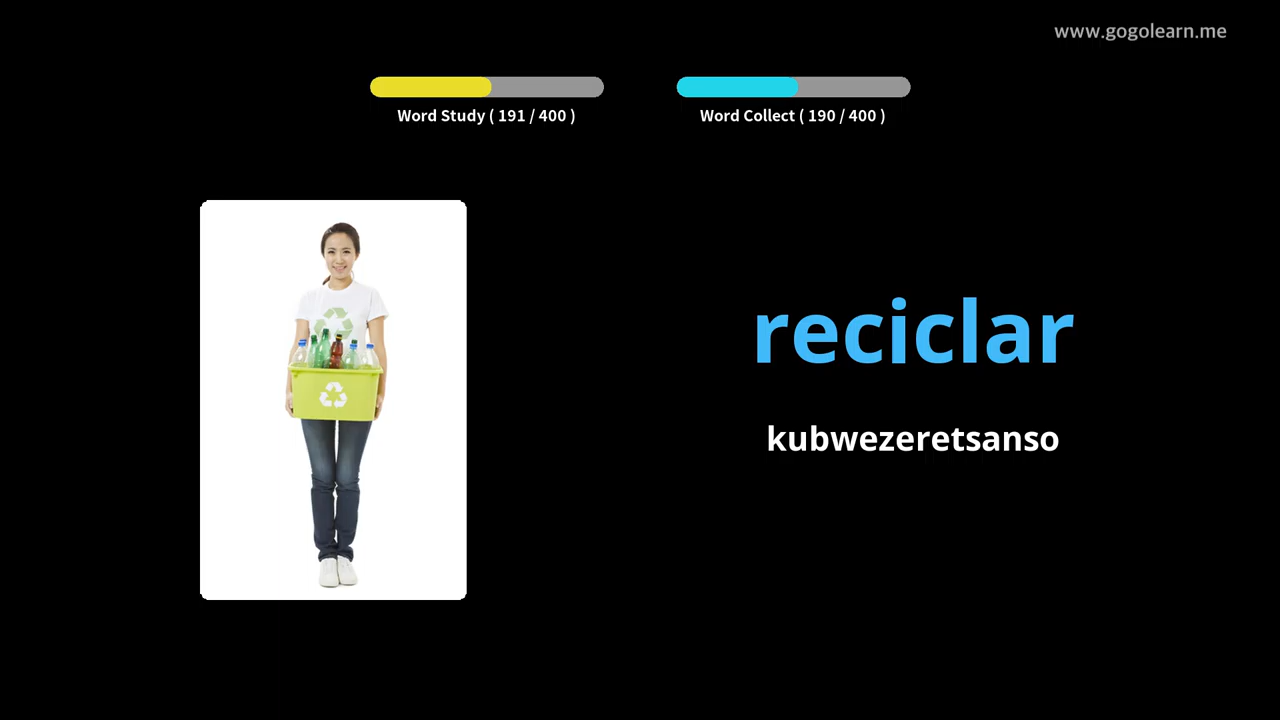 www.gogolearn.me
Word Study ( 191 / 400 )
Word Collect ( 190 / 400 )
reciclar
kubwezeretsanso